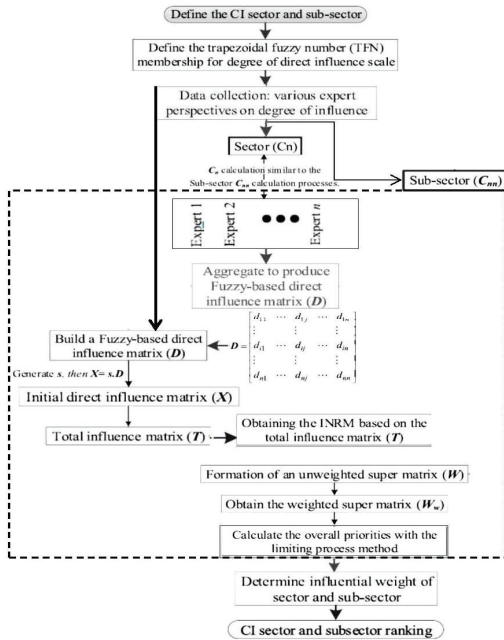 Define the CI sector and sub-sector
Define the trapezoidal fuzzy number (TFN)
membership for degree of direct influence scale
Data collection: various expert
perspectives on degree of influence
Sector (Cn)
Cn calculation similar to the
Sub-sector Cnn calculation processes.
Sub-sector (Cnn)
Expert 1
Expert 2
●●●
Expert n
Aggregate to produce
Fuzzy-based direct
influence matrix (D)
Build a Fuzzy-based direct
influence matrix (D)
D =
d11 ⋯ d1j ⋯ d1n
⋮ ⋮ ⋮
di1 ⋯ dij ⋯ din
⋮ ⋮ ⋮
dn1 ⋯ dnj ⋯ dnn
Generate s, then X= s.D
Initial direct influence matrix (X)
Total influence matrix (T)
Obtaining the INRM based on the
total influence matrix (T)
Formation of an unweighted super matrix (W)
Obtain the weighted super matrix (Ww)
Calculate the overall priorities with the
limiting process method
Determine influential weight of
sector and sub-sector
CI sector and subsector ranking